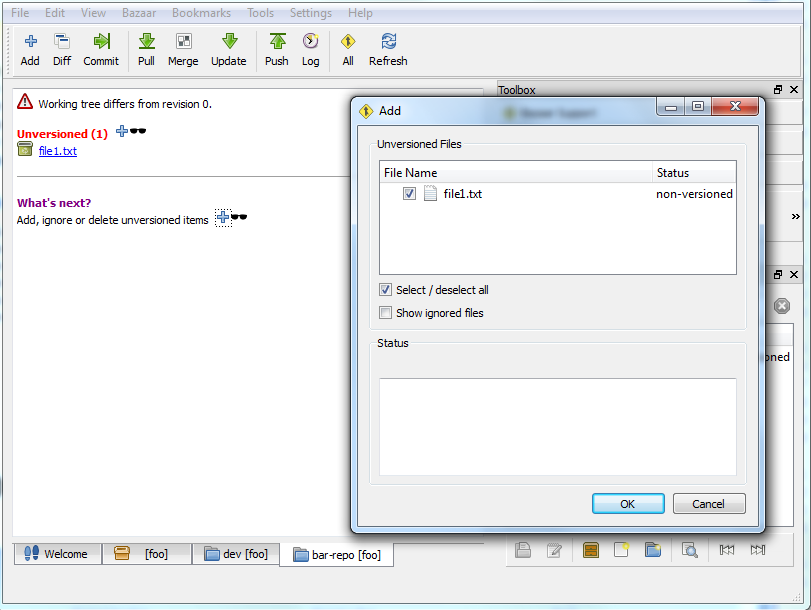 File Edit View Bazaar Bookmarks Tools Settings Help
Add Diff Commit Pull Merge Update Push Log All Refresh
Working tree differs from revision 0.
Unversioned (1)
file1.txt
What's next?
Add, ignore or delete unversioned items
Toolbox
»
Add
Unversioned Files
File Name Status
file1.txt non-versioned
Select / deselect all
Show ignored files
Status
OK Cancel
Welcome [foo] dev [foo] bar-repo [foo]